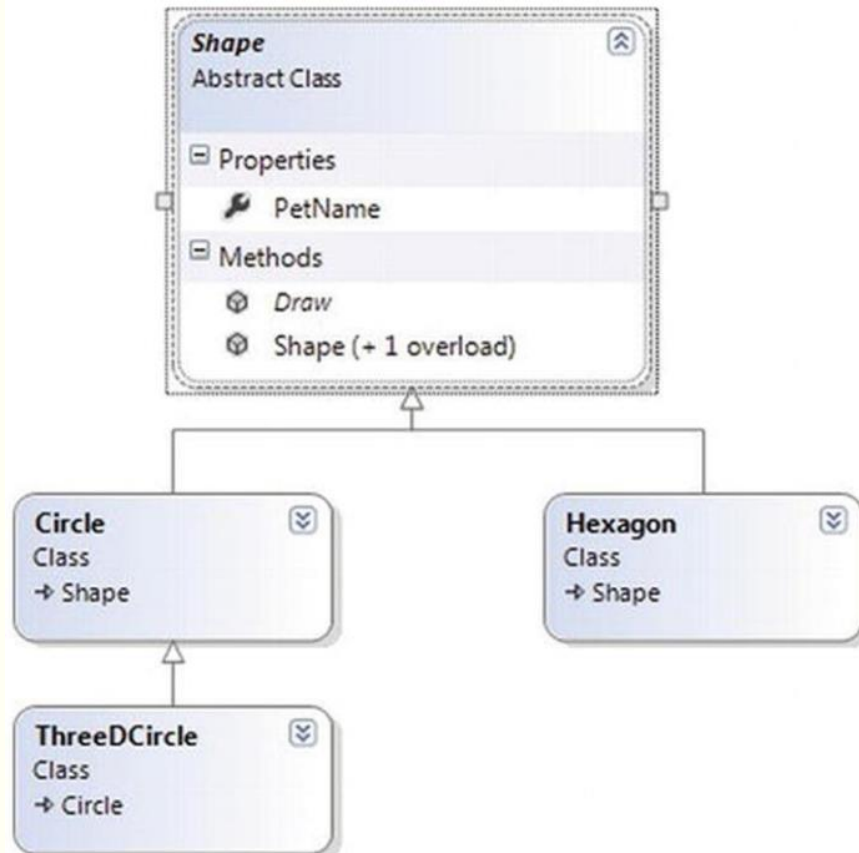 Shape
Abstract Class
Properties
PetName
Methods
Draw
Shape (+ 1 overload)
Circle
Class
Shape
Hexagon
Class
Shape
ThreeDCircle
Class
Circle